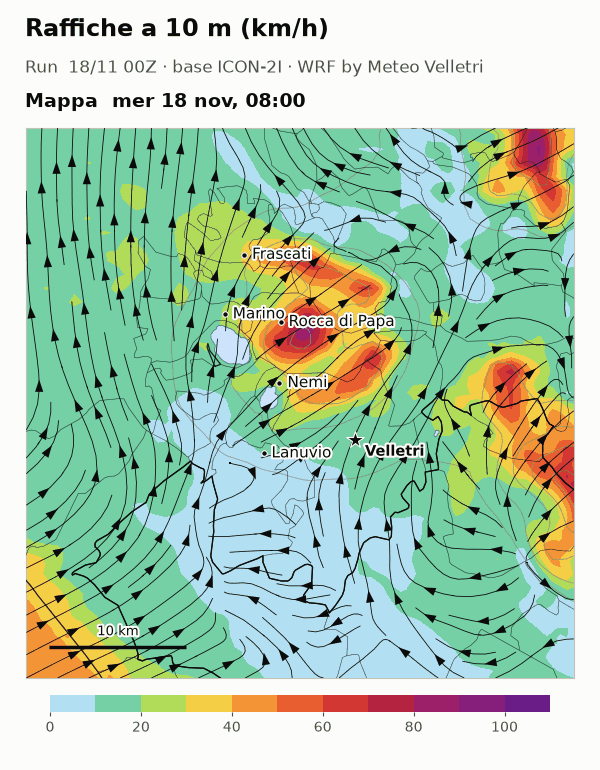 Raffiche a 10 m (km/h)
Run 18/11 00Z · base ICON-2I · WRF by Meteo Velletri
Mappa mer 18 nov, 08:00
Frascati
Marino
Rocca di Papa
Nemi
Velletri
Lanuvio
10 km
0 20 40 60 80 100